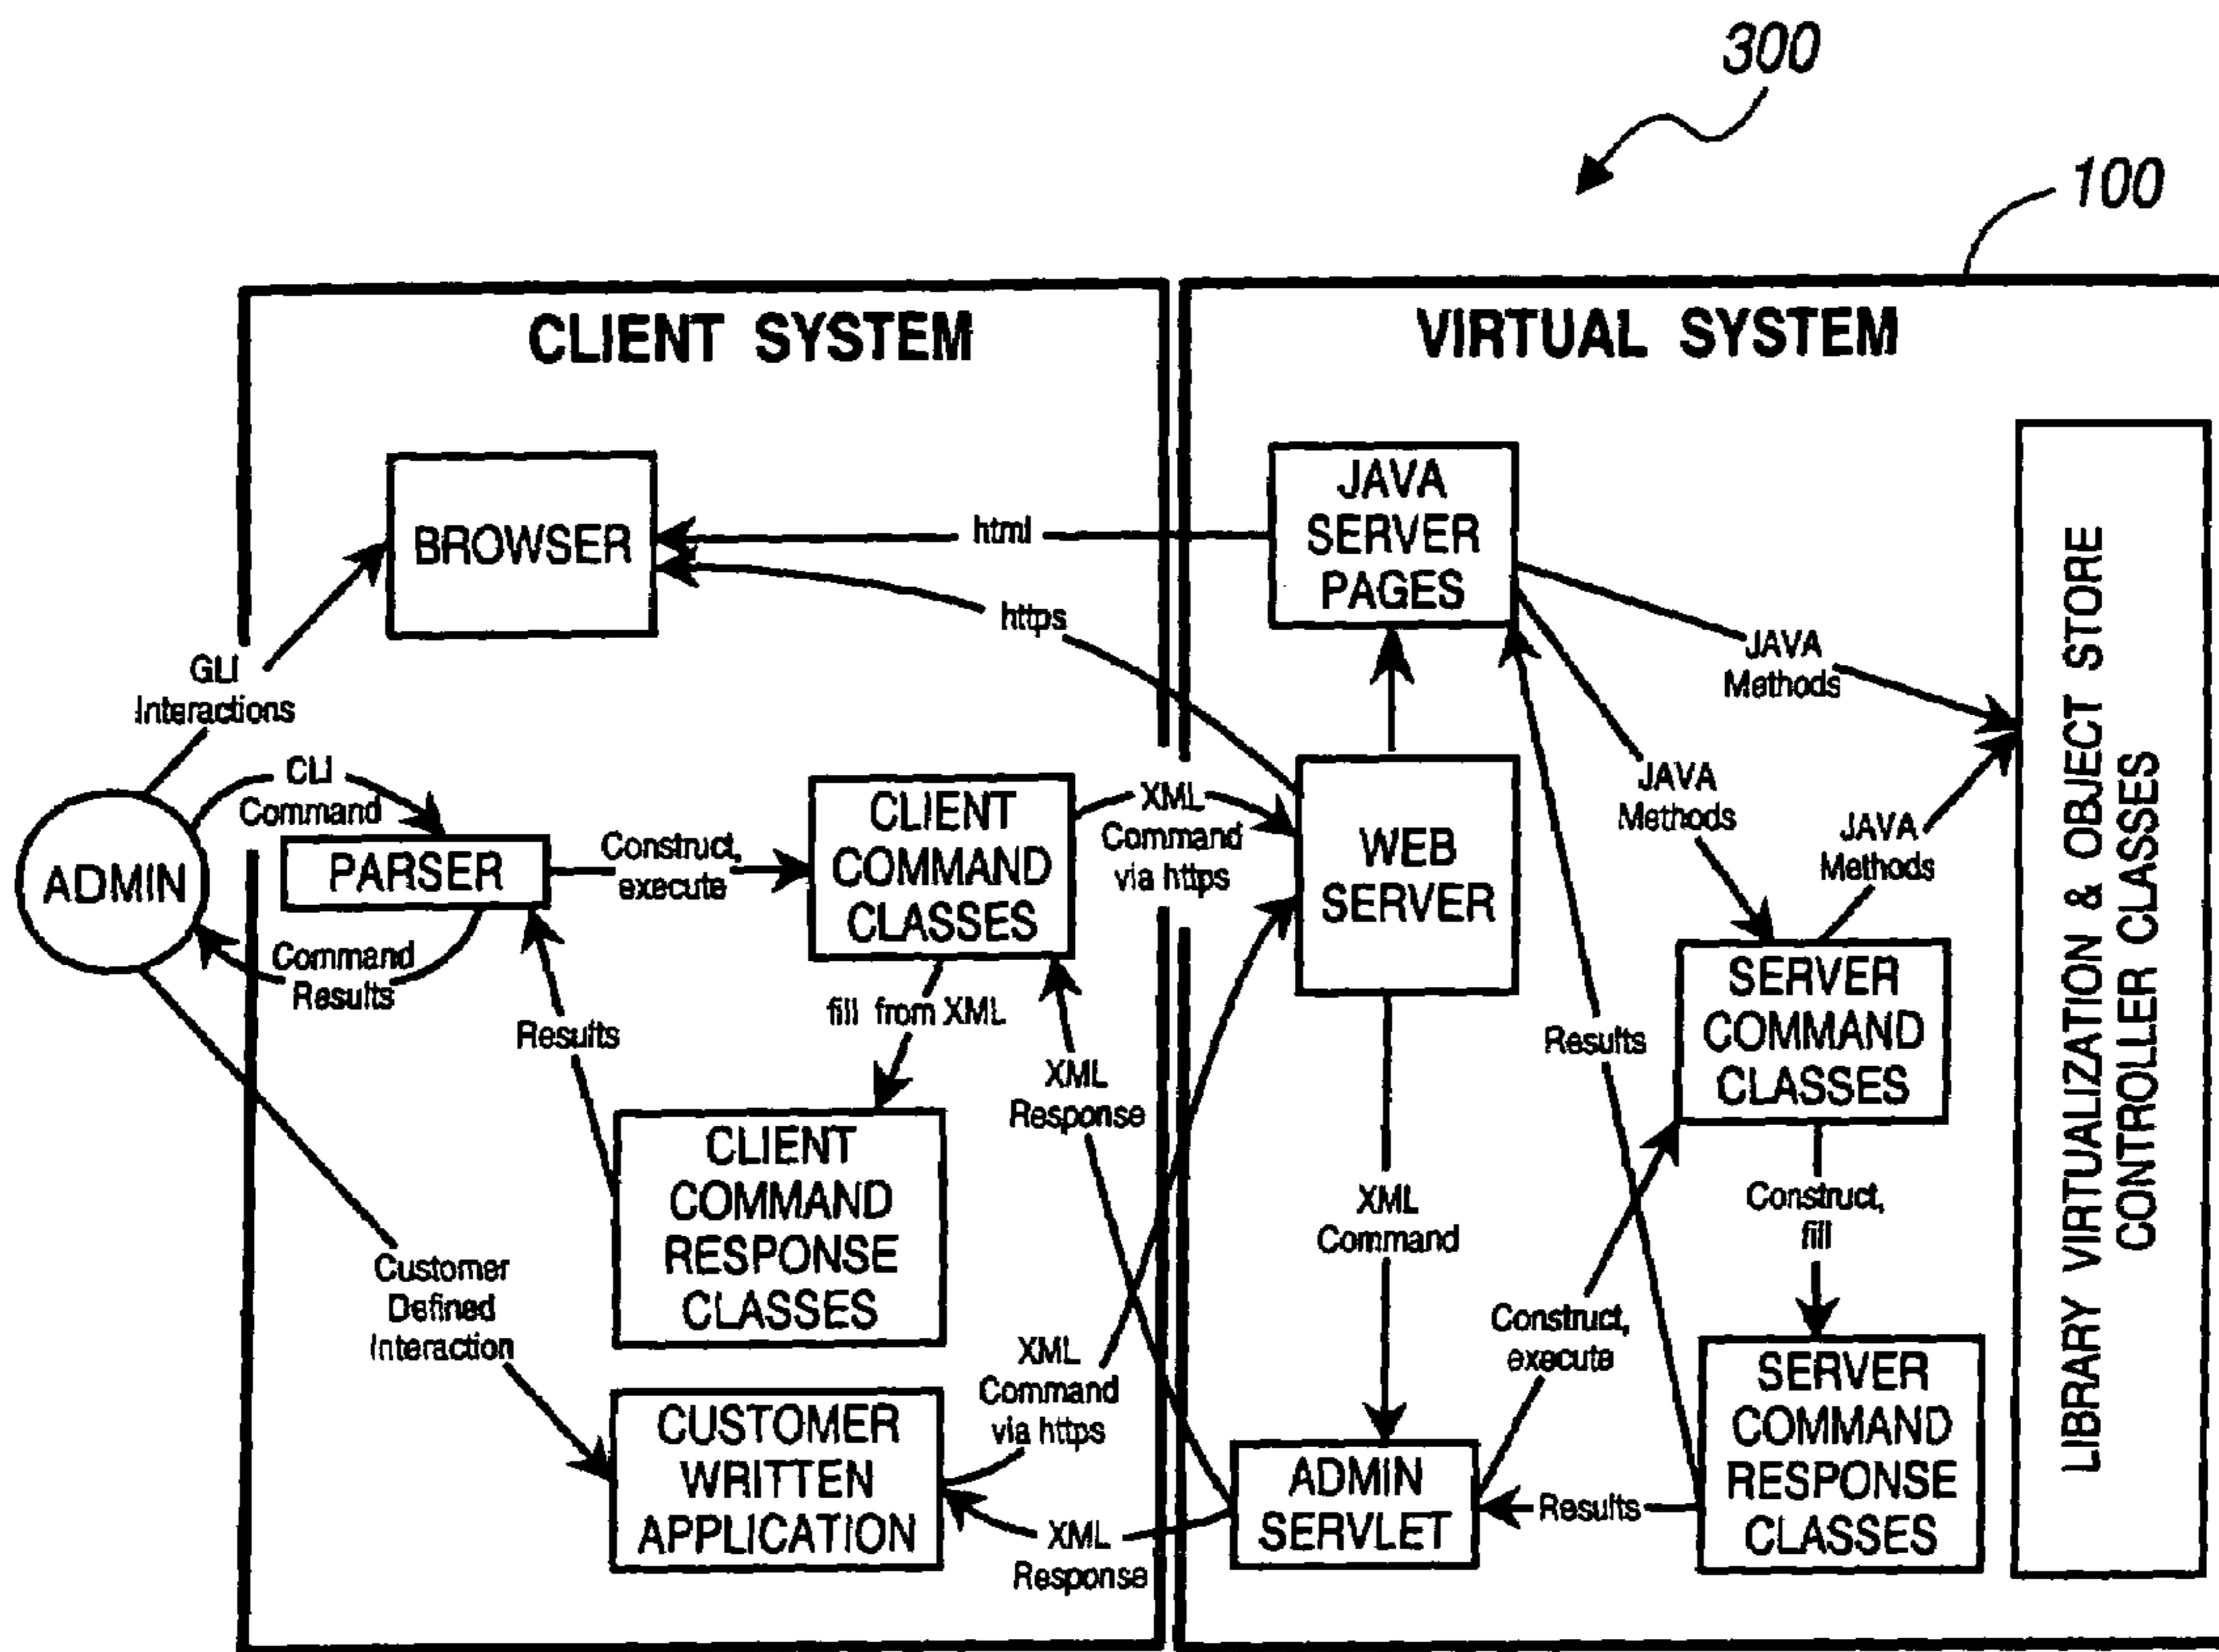 300
100
CLIENT SYSTEM
VIRTUAL SYSTEM
BROWSER
html
https
JAVA
SERVER
PAGES
GLI
Interactions
JAVA
Methods
JAVA
Methods
JAVA
Methods
LIBRARY VIRTUALIZATION & OBJECT STORE
CONTROLLER CLASSES
ADMIN
CLI
Command
PARSER
Command
Results
Construct,
execute
CLIENT
COMMAND
CLASSES
XML
Command
via https
WEB
SERVER
Results
fill from XML
XML
Response
Results
SERVER
COMMAND
CLASSES
CLIENT
COMMAND
RESPONSE
CLASSES
XML
Command
Construct,
fill
Customer
Defined
Interaction
XML
Command
via https
Construct,
execute
CUSTOMER
WRITTEN
APPLICATION
XML
Response
ADMIN
SERVLET
Results
SERVER
COMMAND
RESPONSE
CLASSES